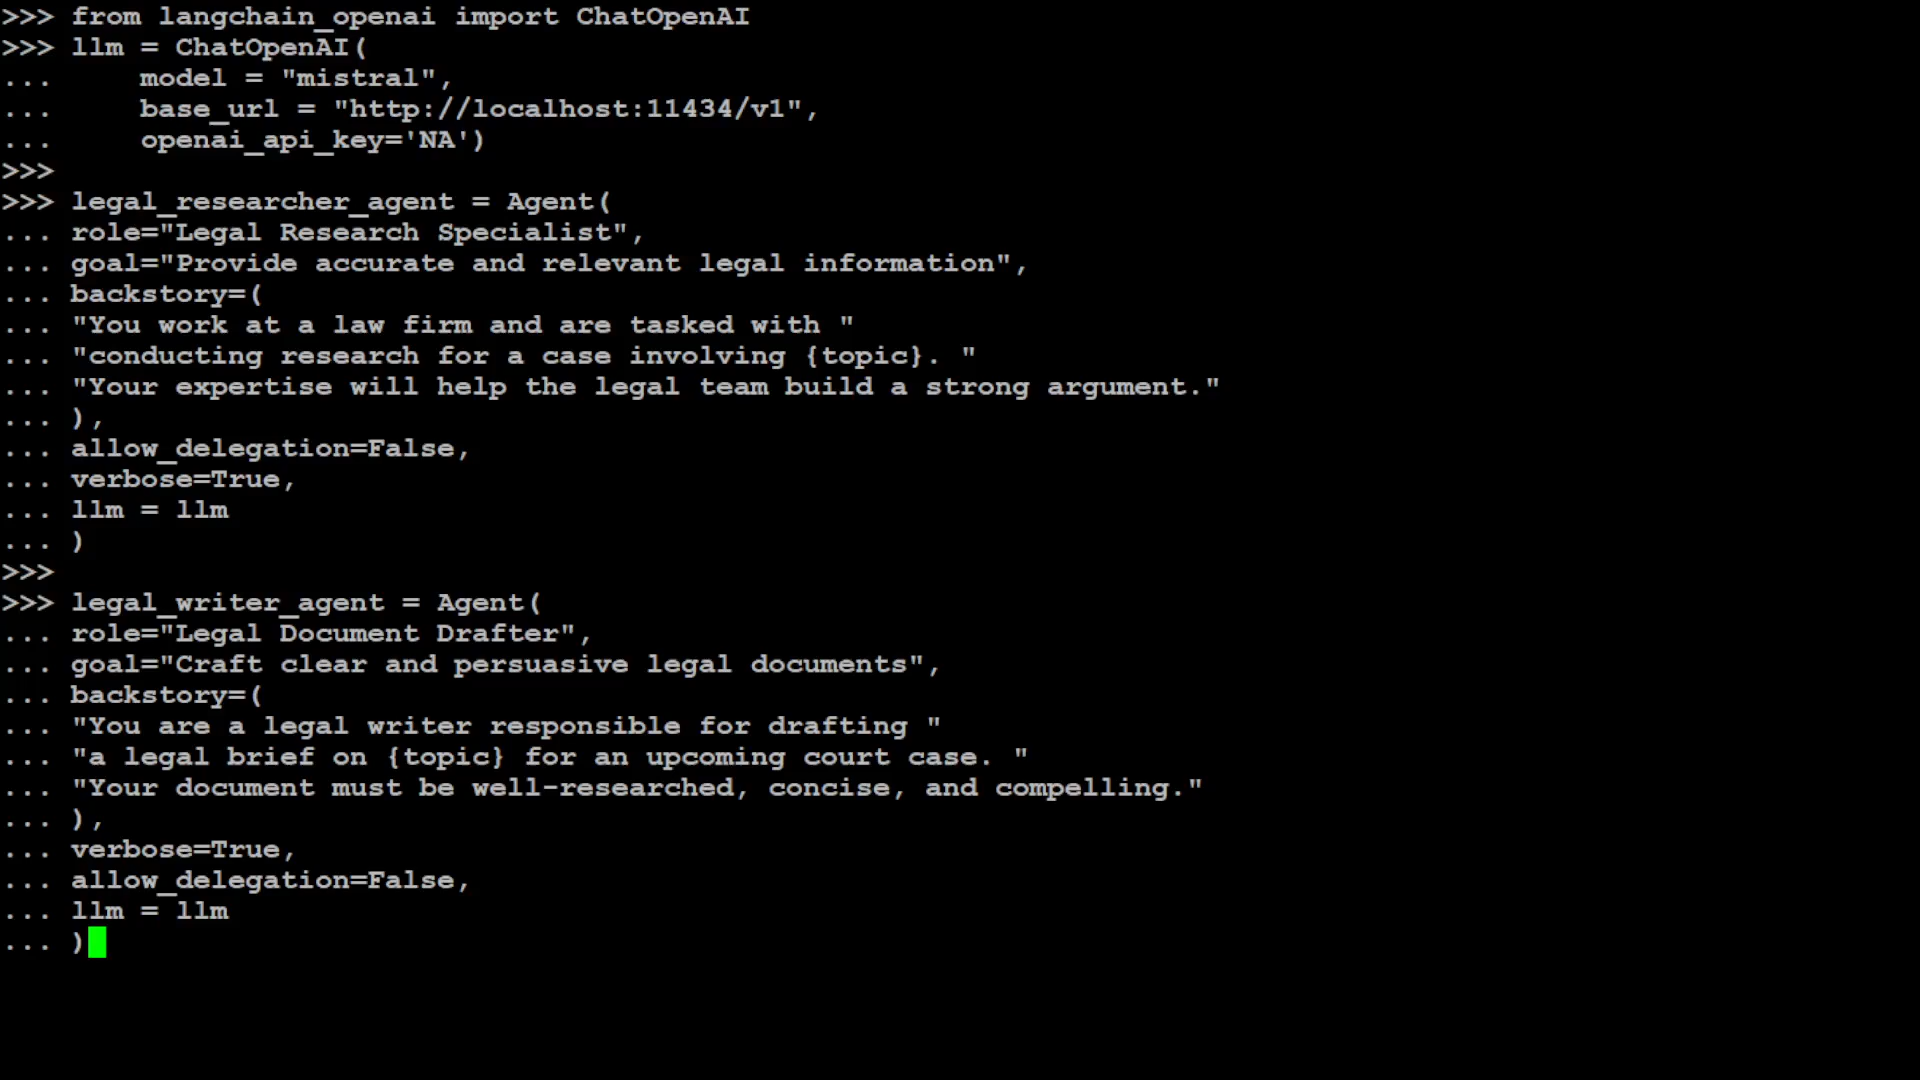 >>> from langchain_openai import ChatOpenAI
>>> llm = ChatOpenAI(
...     model = "mistral",
...     base_url = "http://localhost:11434/v1",
...     openai_api_key='NA')
>>>
>>> legal_researcher_agent = Agent(
... role="Legal Research Specialist",
... goal="Provide accurate and relevant legal information",
... backstory=(
... "You work at a law firm and are tasked with "
... "conducting research for a case involving {topic}. "
... "Your expertise will help the legal team build a strong argument."
... ),
... allow_delegation=False,
... verbose=True,
... llm = llm
... )
>>>
>>> legal_writer_agent = Agent(
... role="Legal Document Drafter",
... goal="Craft clear and persuasive legal documents",
... backstory=(
... "You are a legal writer responsible for drafting "
... "a legal brief on {topic} for an upcoming court case. "
... "Your document must be well-researched, concise, and compelling."
... ),
... verbose=True,
... allow_delegation=False,
... llm = llm
... )